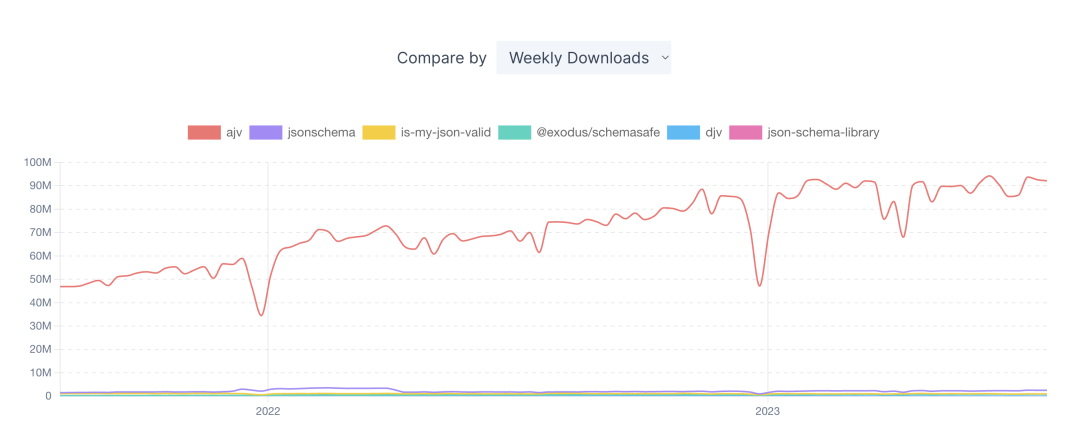 Compare by Weekly Downloads
ajv jsonschema is-my-json-valid @exodus/schemasafe djv json-schema-library
100M
90M
80M
70M
60M
50M
40M
30M
20M
10M
0
2022 2023